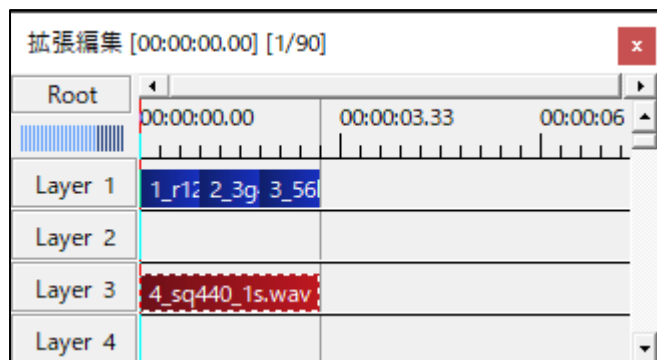 拡張編集 [00:00:00.00] [1/90]
x
Root
00:00:00.00 00:00:03.33 00:00:06
Layer 1 1_r12 2_3g 3_56
Layer 2
Layer 3 4_sq440_1s.wav
Layer 4